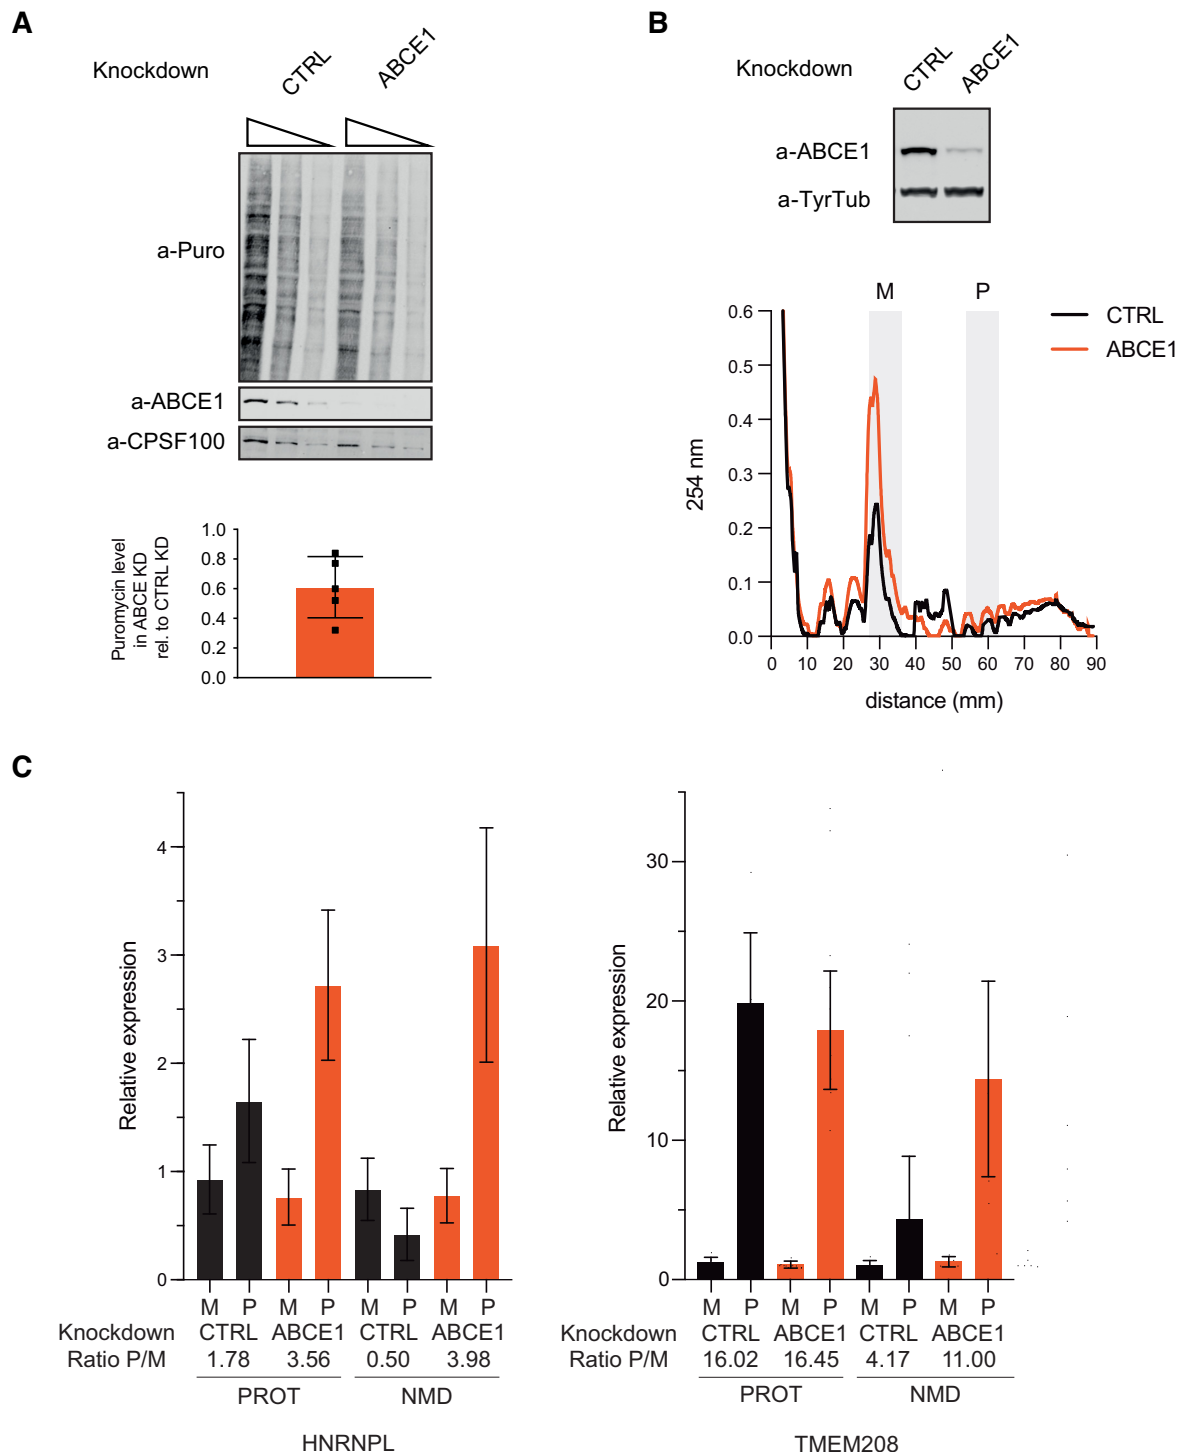 A
Knockdown
CTRL
ABCE1
a-Puro
a-ABCE1
a-CPSF100
Puromycin level
in ABCE KD
rel. to CTRL KD
1.0
0.8
0.6
0.4
0.2
0.0
B
Knockdown
CTRL
ABCE1
a-ABCE1
a-TyrTub
M
P
CTRL
ABCE1
254 nm
0.6
0.5
0.4
0.3
0.2
0.1
0.0
0 10 20 30 40 50 60 70 80 90
distance (mm)
C
Relative expression
4
3
2
1
0
M P M P M P M P
Knockdown CTRL ABCE1 CTRL ABCE1
Ratio P/M 1.78 3.56 0.50 3.98
PROT NMD
HNRNPL
Relative expression
30
20
10
0
M P M P M P M P
Knockdown CTRL ABCE1 CTRL ABCE1
Ratio P/M 16.02 16.45 4.17 11.00
PROT NMD
TMEM208